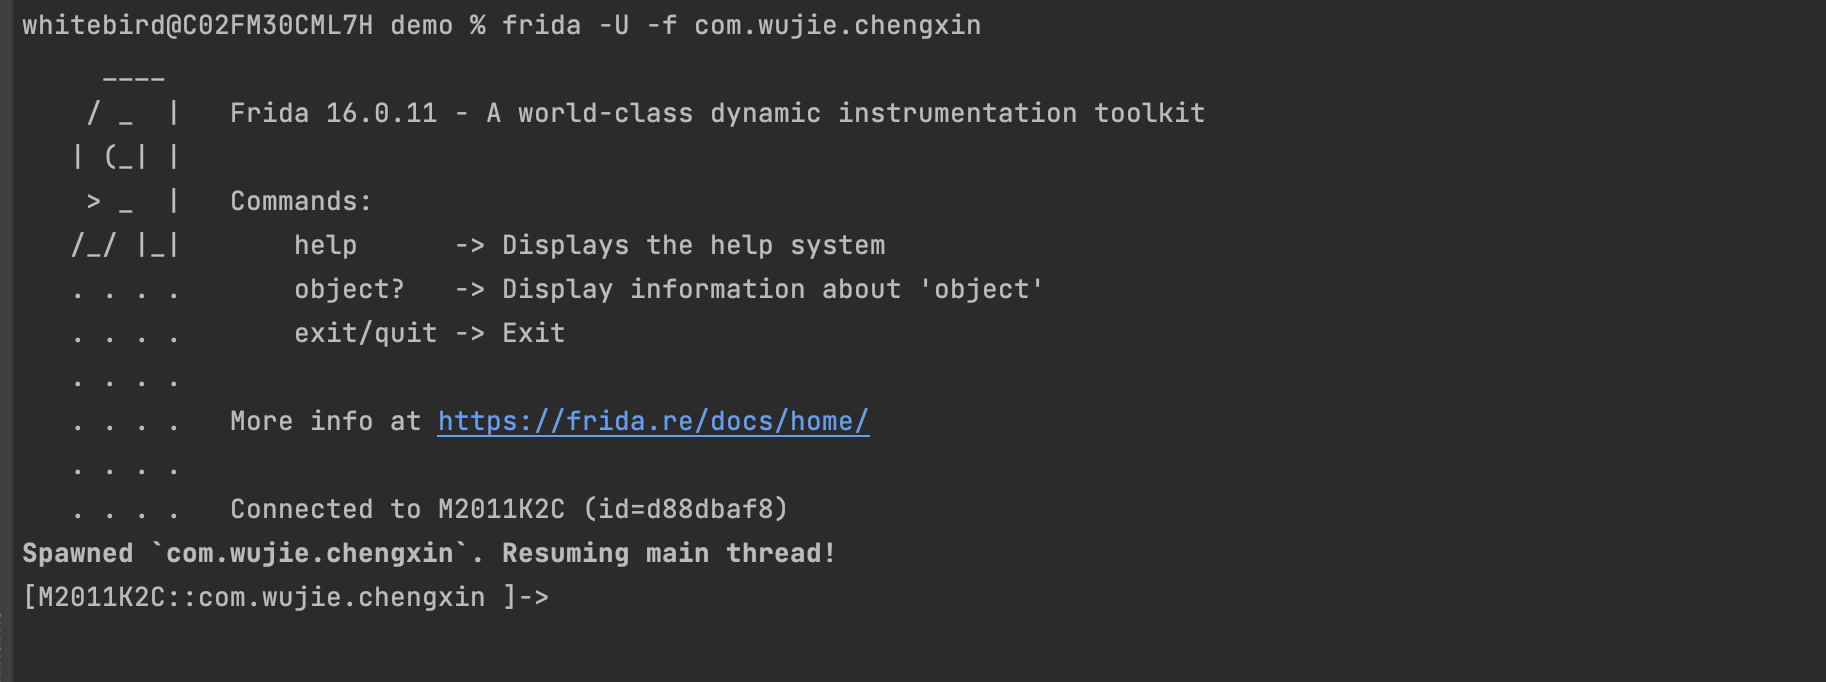 whitebird@C02FM30CML7H demo % frida -U -f com.wujie.chengxin
     ____
    / _  |   Frida 16.0.11 - A world-class dynamic instrumentation toolkit
   | (_| |
    > _  |   Commands:
   /_/ |_|       help      -> Displays the help system
   . . . .       object?   -> Display information about 'object'
   . . . .       exit/quit -> Exit
   . . . .
   . . . .   More info at https://frida.re/docs/home/
   . . . .
   . . . .   Connected to M2011K2C (id=d88dbaf8)
Spawned `com.wujie.chengxin`. Resuming main thread!
[M2011K2C::com.wujie.chengxin ]->